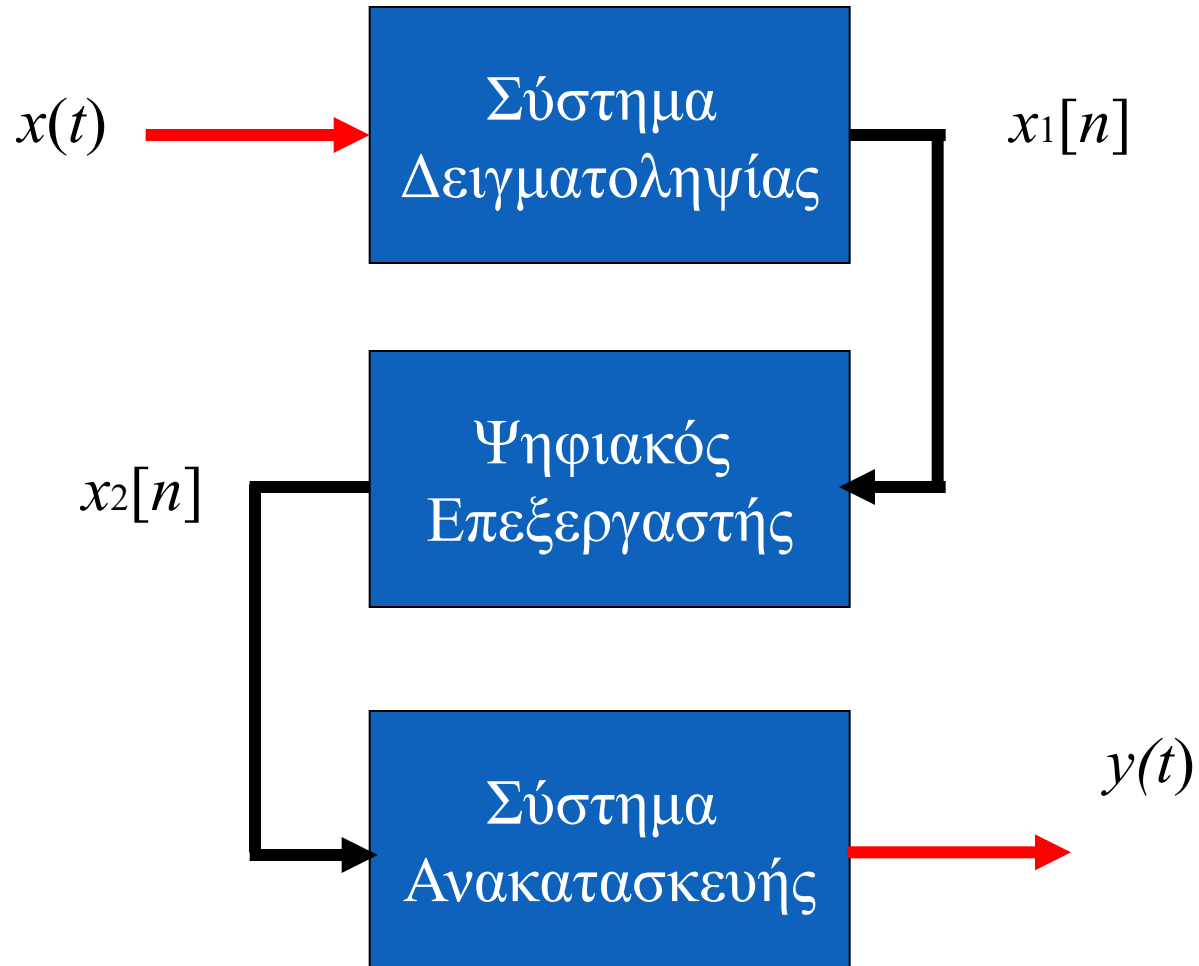 x(t)
Σύστημα
Δειγματοληψίας
x1[n]
x2[n]
Ψηφιακός
Επεξεργαστής
Σύστημα
Ανακατασκευής
y(t)